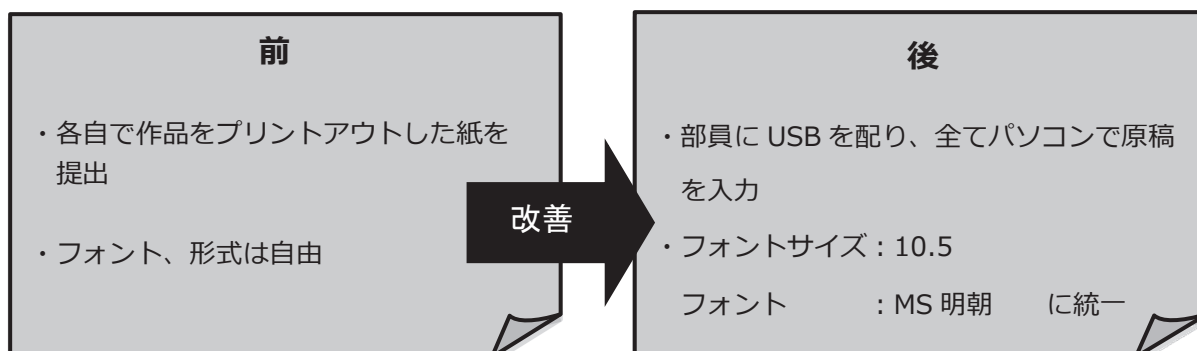 前
・各自で作品をプリントアウトした紙を
提出
・フォント、形式は自由
改善
後
・部員に USB を配り、全てパソコンで原稿
を入力
・フォントサイズ：10.5
フォント　　：MS 明朝　　に統一